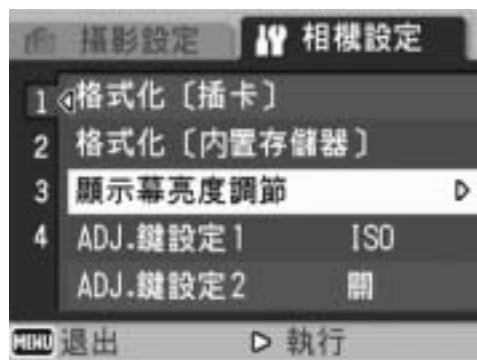 攝影設定 相機設定
1 格式化〔插卡〕
2 格式化〔內置存儲器〕
3 顯示幕亮度調節
4 ADJ.鍵設定1 ISO
ADJ.鍵設定2 關
MENU 退出 執行